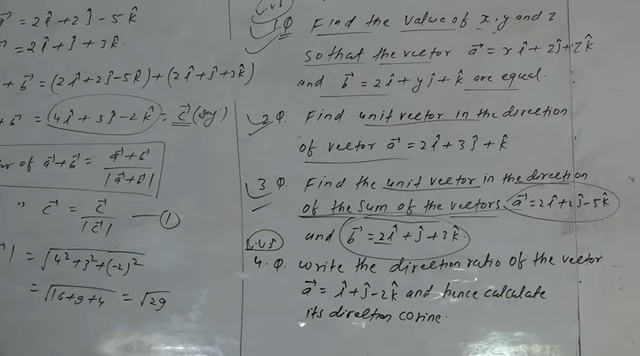 a⃗ = 2î + 2ĵ - 5k̂
= 2î + ĵ + 3k̂
+ b⃗ = (2î+2ĵ-5k̂)+(2î+ĵ+3k̂)
+ b⃗ = (4î + 3ĵ - 2k̂) = c⃗ (say)
of a⃗+b⃗ = a⃗+b⃗ / |a⃗+b⃗|
" c⃗ = c⃗ / |c⃗| — ①
| = √4²+3²+(-2)²
= √16+9+4 = √29
(v.v.s)
1Q Find the value of x, y and z
so that the vector a⃗ = xî + 2ĵ + zk̂
and b⃗ = 2î + yĵ + k̂ are equal.
2Q. Find unit vector in the direction
of vector a⃗ = 2î + 3ĵ + k̂
3Q. Find the unit vector in the direction
of the sum of the vectors a⃗ = 2î + 2ĵ - 5k̂
and b⃗ = 2î + ĵ + 3k̂
(v.v.s)
4.Q. write the direction ratio of the vector
a⃗ = î + ĵ - 2k̂ and hence calculate
its direction cosine.